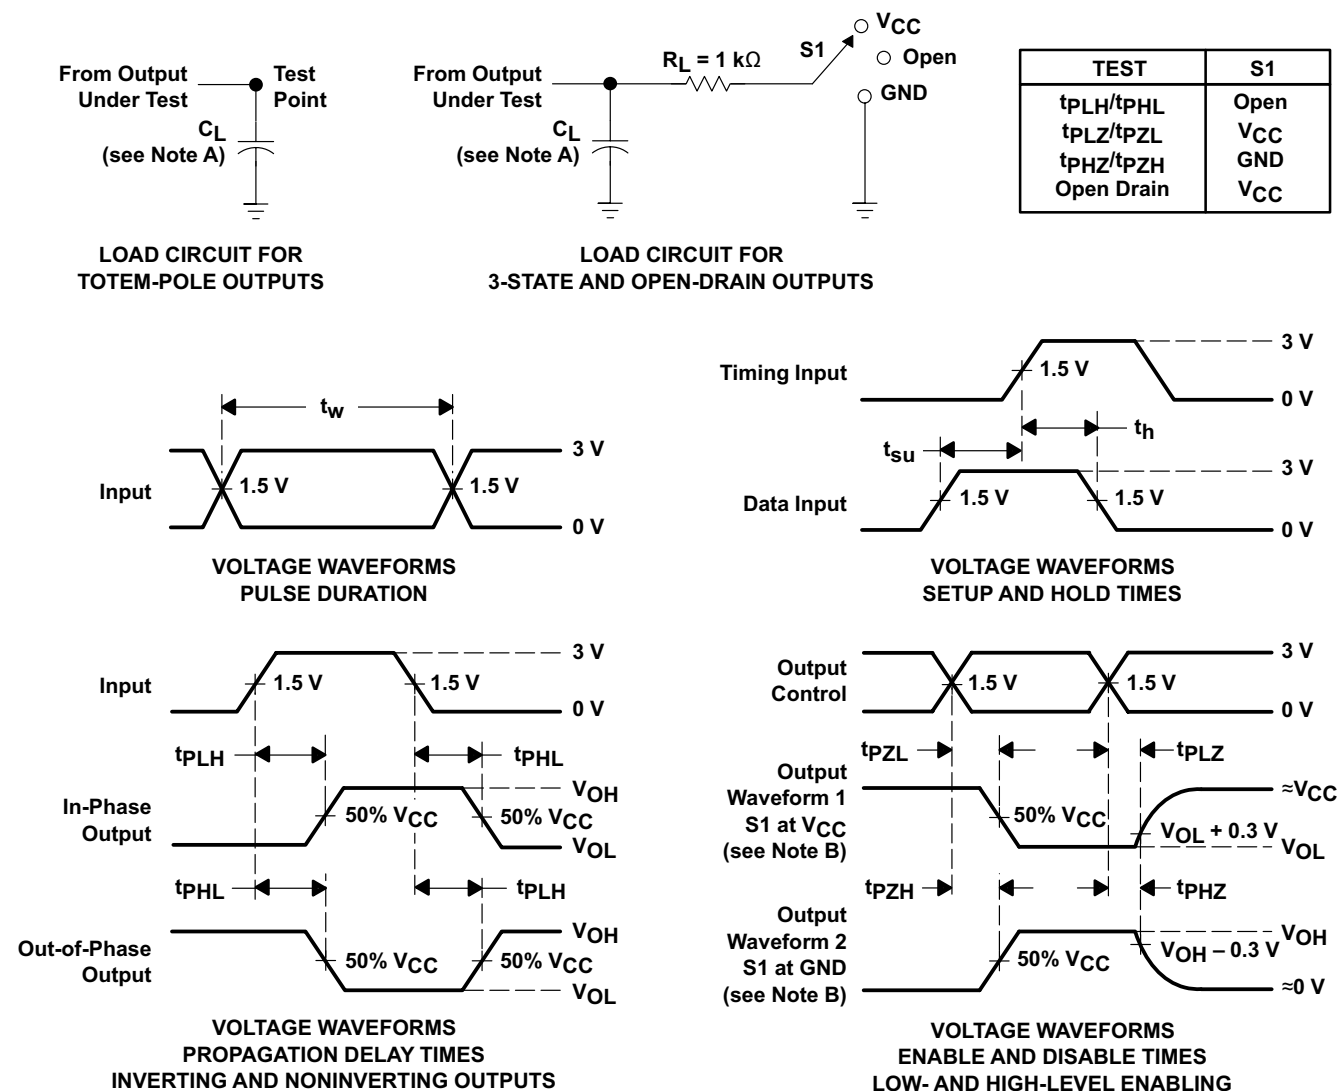 From Output
Under Test
Test
Point
CL
(see Note A)
LOAD CIRCUIT FOR
TOTEM-POLE OUTPUTS
From Output
Under Test
RL = 1 kΩ
S1
VCC
Open
GND
CL
(see Note A)
LOAD CIRCUIT FOR
3-STATE AND OPEN-DRAIN OUTPUTS
TEST S1
tPLH/tPHL Open
tPLZ/tPZL VCC
tPHZ/tPZH GND
Open Drain VCC
tw
Input
1.5 V
1.5 V
3 V
0 V
VOLTAGE WAVEFORMS
PULSE DURATION
Timing Input
1.5 V
3 V
0 V
th
tsu
Data Input
1.5 V
1.5 V
3 V
0 V
VOLTAGE WAVEFORMS
SETUP AND HOLD TIMES
Input
1.5 V
1.5 V
3 V
0 V
tPLH
tPHL
In-Phase
Output
50% VCC
50% VCC
VOH
VOL
tPHL
tPLH
Out-of-Phase
Output
50% VCC
50% VCC
VOH
VOL
VOLTAGE WAVEFORMS
PROPAGATION DELAY TIMES
INVERTING AND NONINVERTING OUTPUTS
Output
Control
1.5 V
1.5 V
3 V
0 V
tPZL
tPLZ
Output
Waveform 1
S1 at VCC
(see Note B)
50% VCC
≈VCC
VOL + 0.3 V
VOL
tPZH
tPHZ
Output
Waveform 2
S1 at GND
(see Note B)
50% VCC
VOH
VOH − 0.3 V
≈0 V
VOLTAGE WAVEFORMS
ENABLE AND DISABLE TIMES
LOW- AND HIGH-LEVEL ENABLING